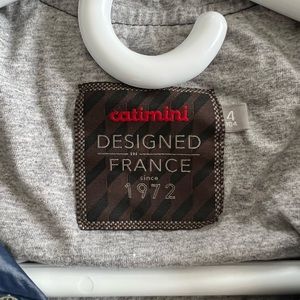 catimini
DESIGNED
IN
FRANCE
since
1972
4